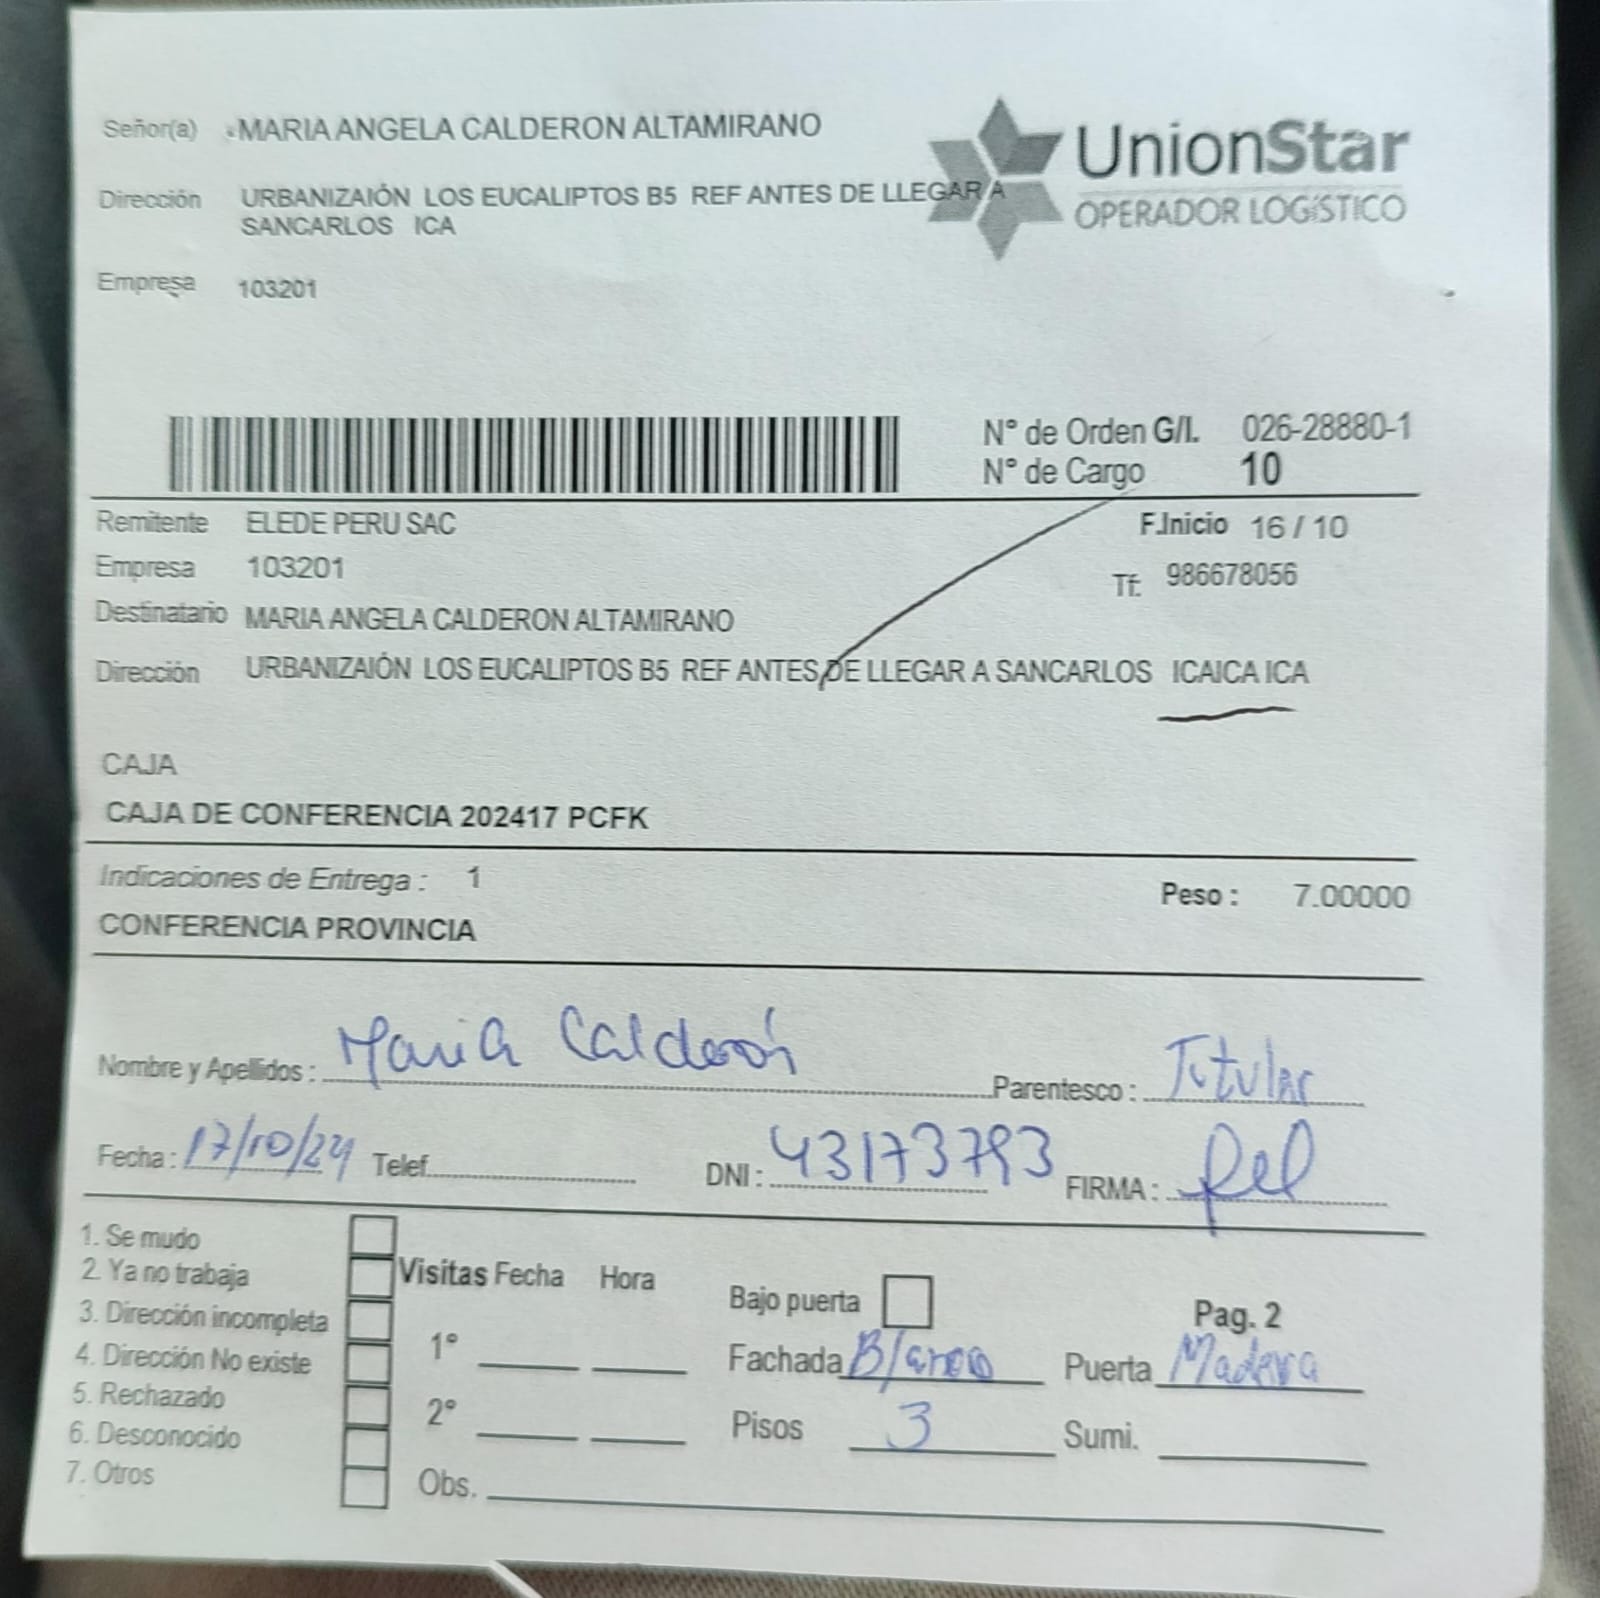 Señor(a) MARIA ANGELA CALDERON ALTAMIRANO
UnionStar
OPERADOR LOGÍSTICO
Dirección URBANIZAIÓN LOS EUCALIPTOS B5 REF ANTES DE LLEGAR A
SANCARLOS ICA
Empresa 103201
N° de Orden G/I. 026-28880-1
N° de Cargo 10
Remitente ELEDE PERU SAC F.Inicio 16 / 10
Empresa 103201 Tf: 986678056
Destinatario MARIA ANGELA CALDERON ALTAMIRANO
Dirección URBANIZAIÓN LOS EUCALIPTOS B5 REF ANTES DE LLEGAR A SANCARLOS ICAICA ICA
CAJA
CAJA DE CONFERENCIA 202417 PCFK
Indicaciones de Entrega : 1 Peso : 7.00000
CONFERENCIA PROVINCIA
Nombre y Apellidos : Maria Calderón Parentesco : Titular
Fecha : 17/10/24 Telef. DNI : 43173793 FIRMA :
1. Se mudo
2. Ya no trabaja Visitas Fecha Hora Bajo puerta Pag. 2
3. Dirección incompleta
4. Dirección No existe 1° Fachada Blanco Puerta Madera
5. Rechazado
6. Desconocido 2° Pisos 3 Sumi.
7. Otros Obs.